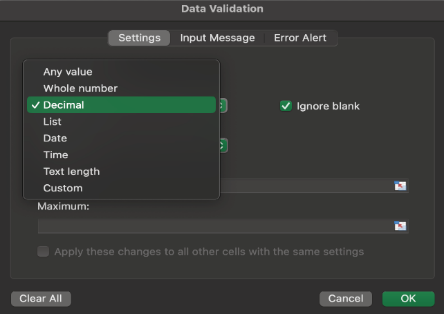 Data Validation
Settings Input Message Error Alert
Any value
Whole number
✓ Decimal
Ignore blank
List
Date
Time
Text length
Custom
Maximum:
Apply these changes to all other cells with the same settings
Clear All Cancel OK